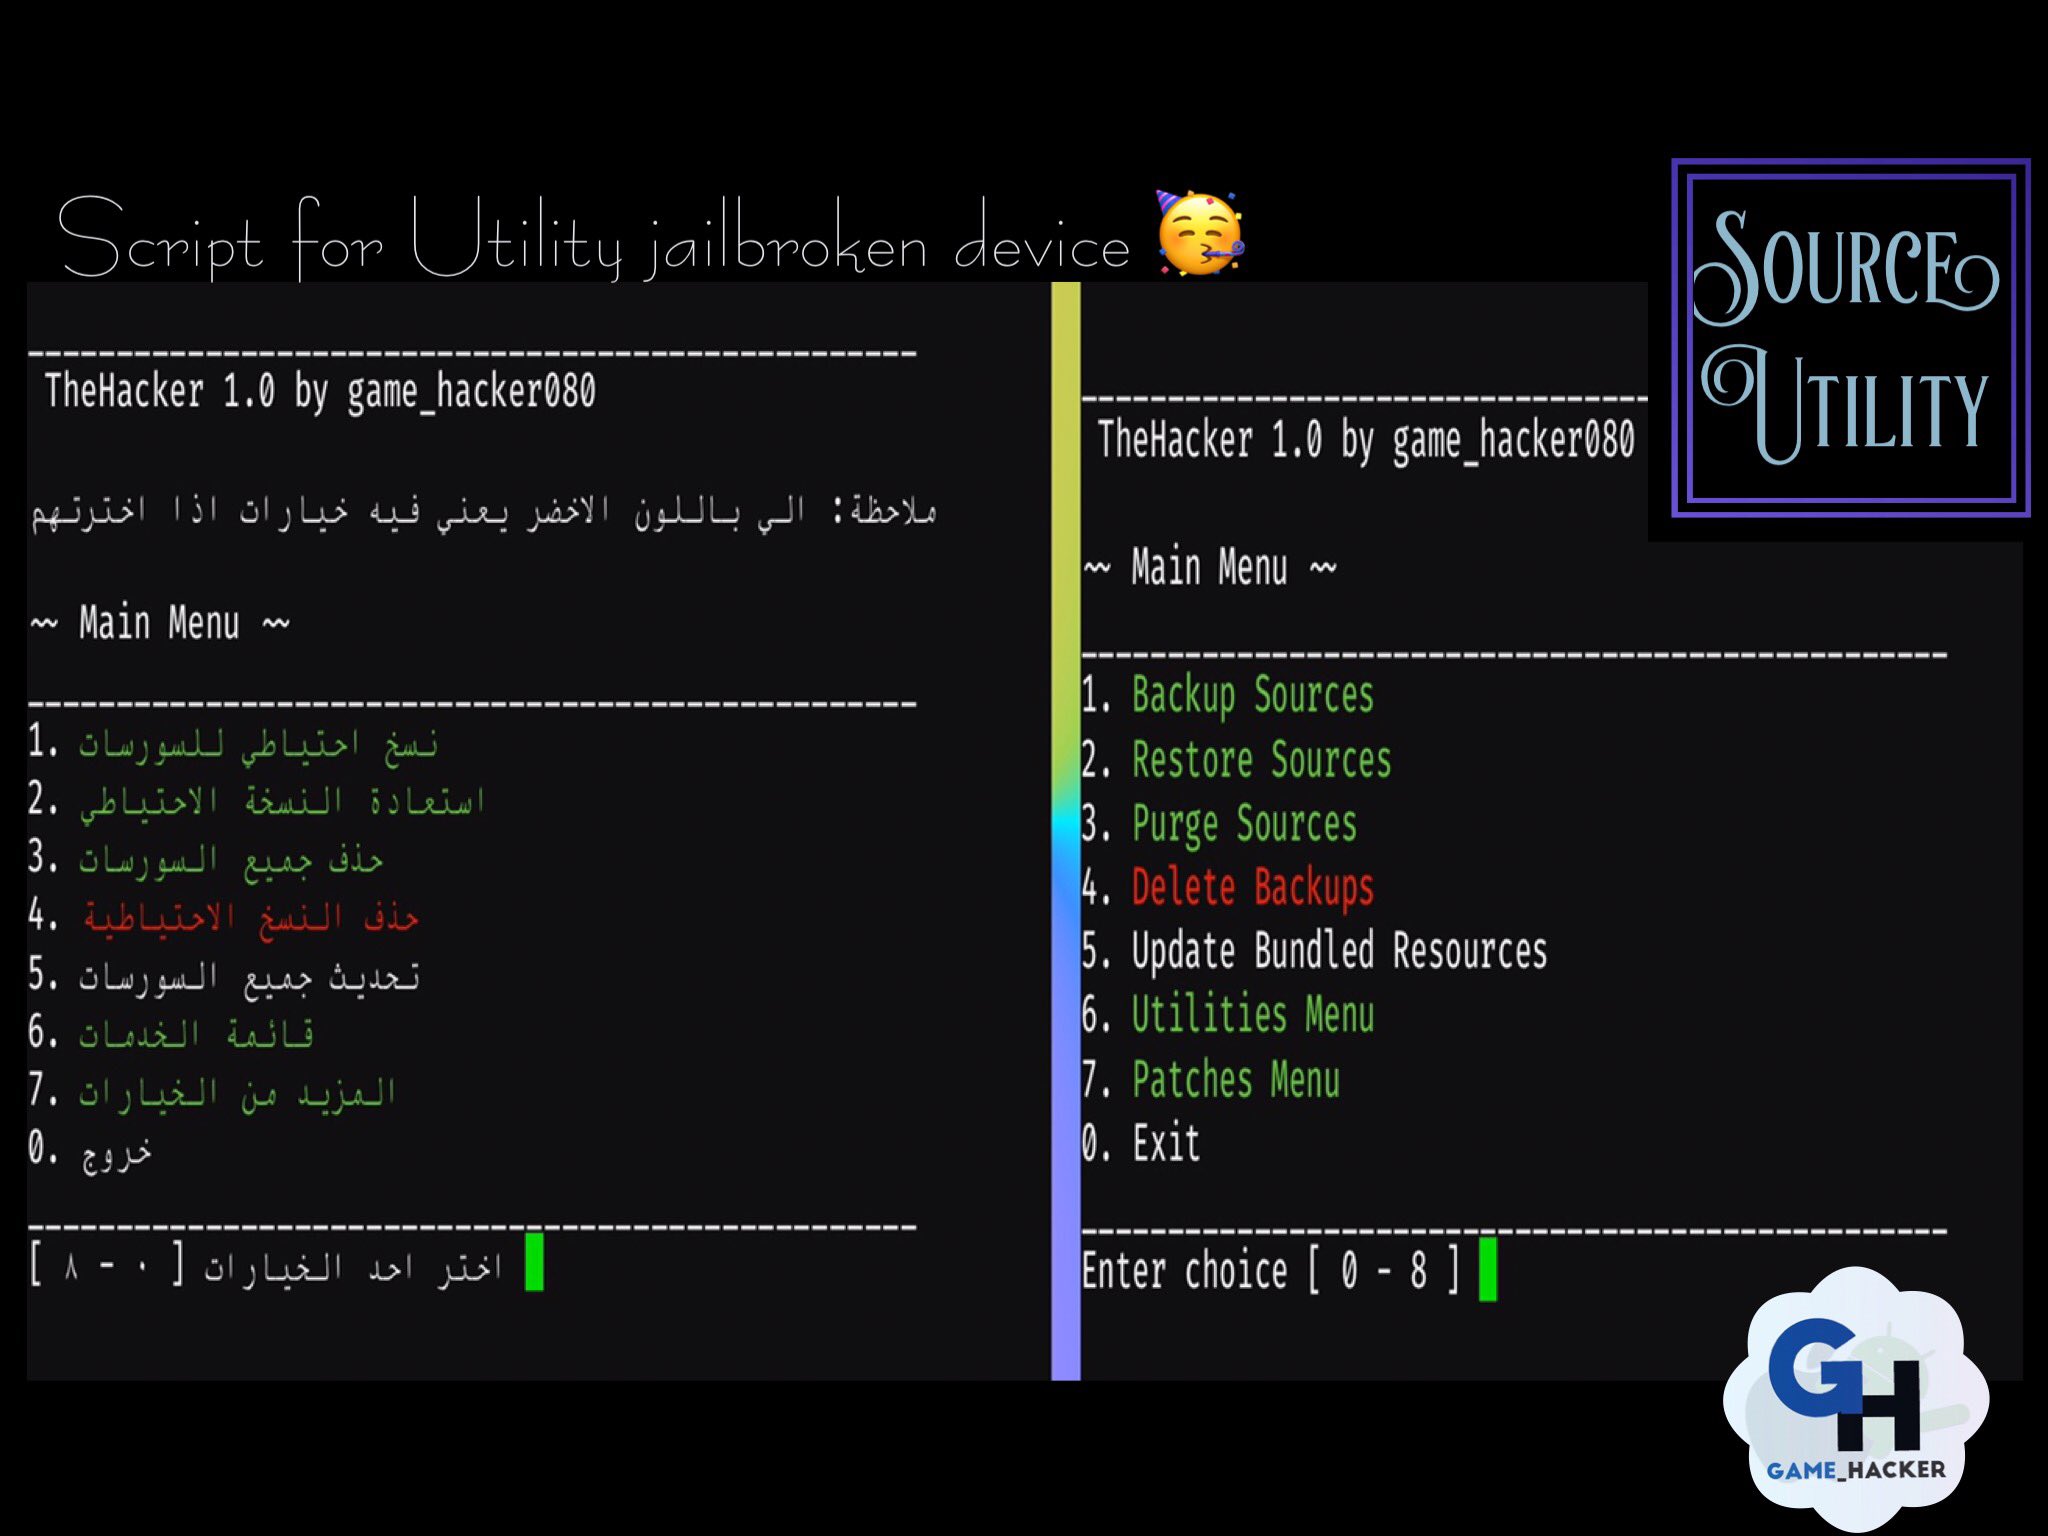 Script for Utility jailbroken device 🥳
SOURCE
UTILITY
TheHacker 1.0 by game_hacker080
ملاحظة: الي باللون الاخضر يعني فيه خيارات اذا اخترتهم
~~ Main Menu ~~
1. نسخ احتياطي للسورسات
2. استعادة النسخة الاحتياطي
3. حذف جميع السورسات
4. حذف النسخ الاحتياطية
5. تحديث جميع السورسات
6. قائمة الخدمات
7. المزيد من الخيارات
0. خروج
اختر احد الخيارات [ ٠ - ٨ ]
TheHacker 1.0 by game_hacker080
~~ Main Menu ~~
1. Backup Sources
2. Restore Sources
3. Purge Sources
4. Delete Backups
5. Update Bundled Resources
6. Utilities Menu
7. Patches Menu
0. Exit
Enter choice [ 0 - 8 ]
GH
GAME_HACKER